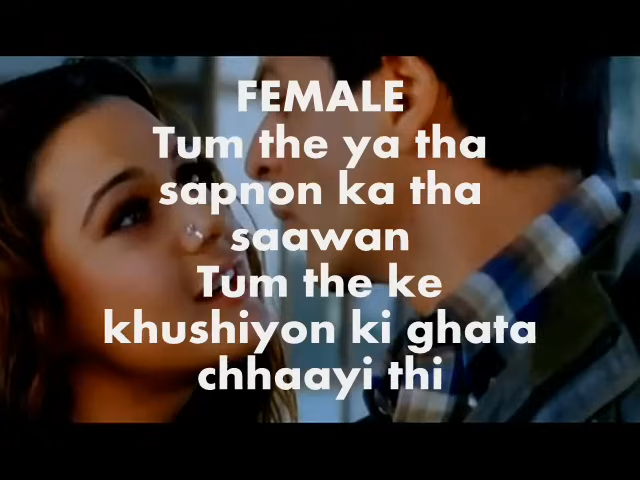 FEMALE
Tum the ya tha
sapnon ka tha
saawan
Tum the ke
khushiyon ki ghata
chhaayi thi